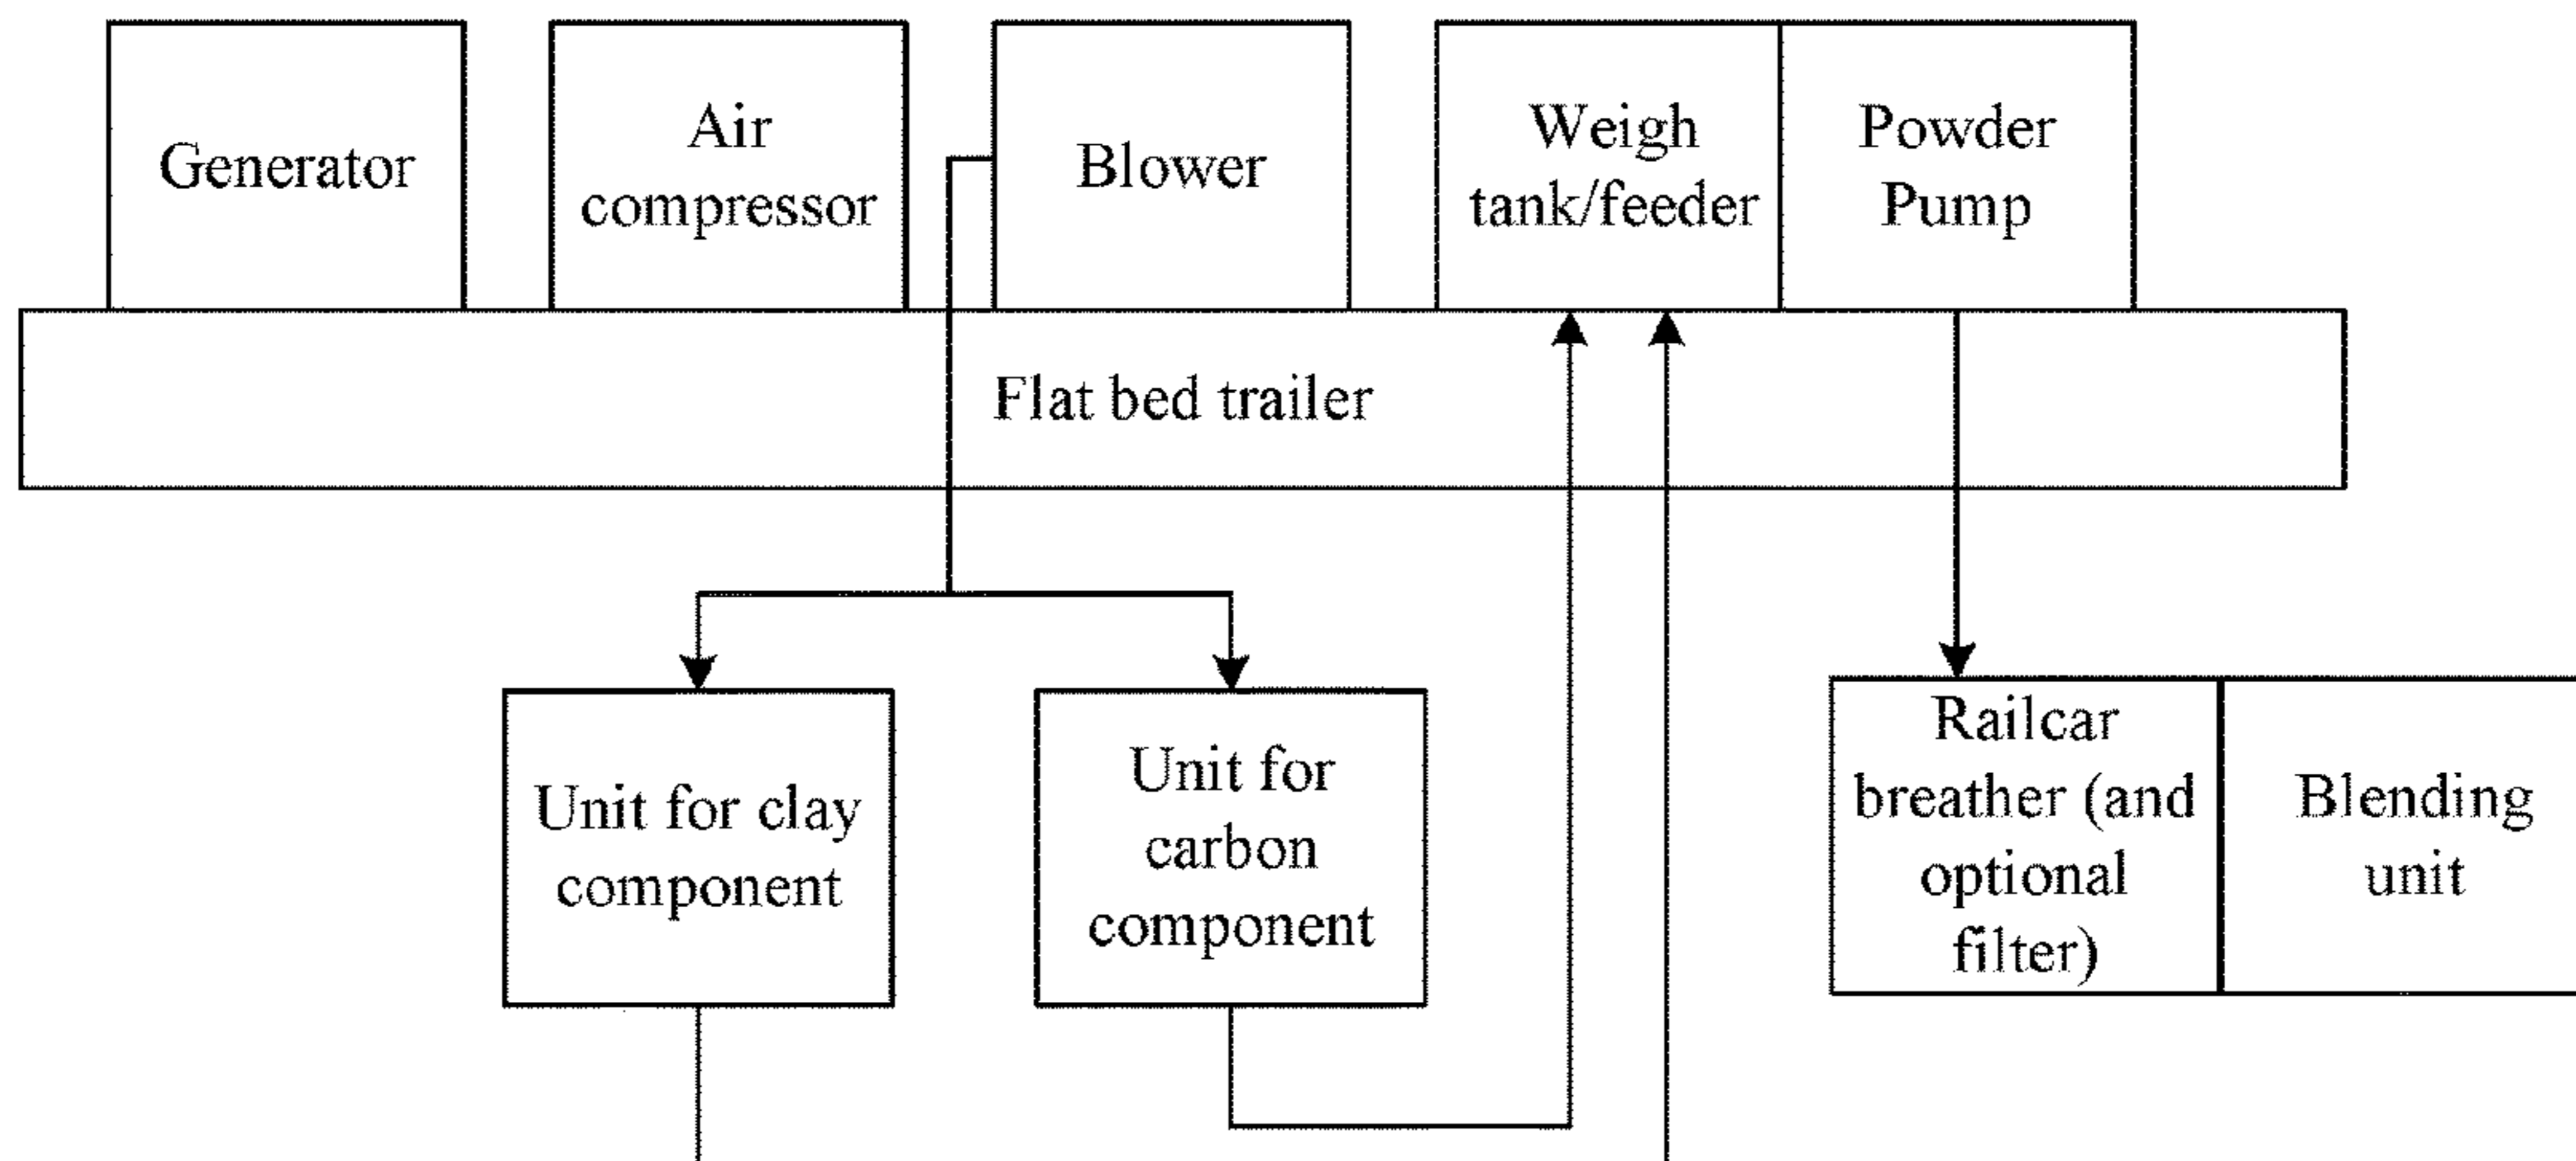 Generator
Air
compressor
Blower
Weigh
tank/feeder
Powder
Pump
Flat bed trailer
Unit for clay
component
Unit for
carbon
component
Railcar
breather (and
optional
filter)
Blending
unit